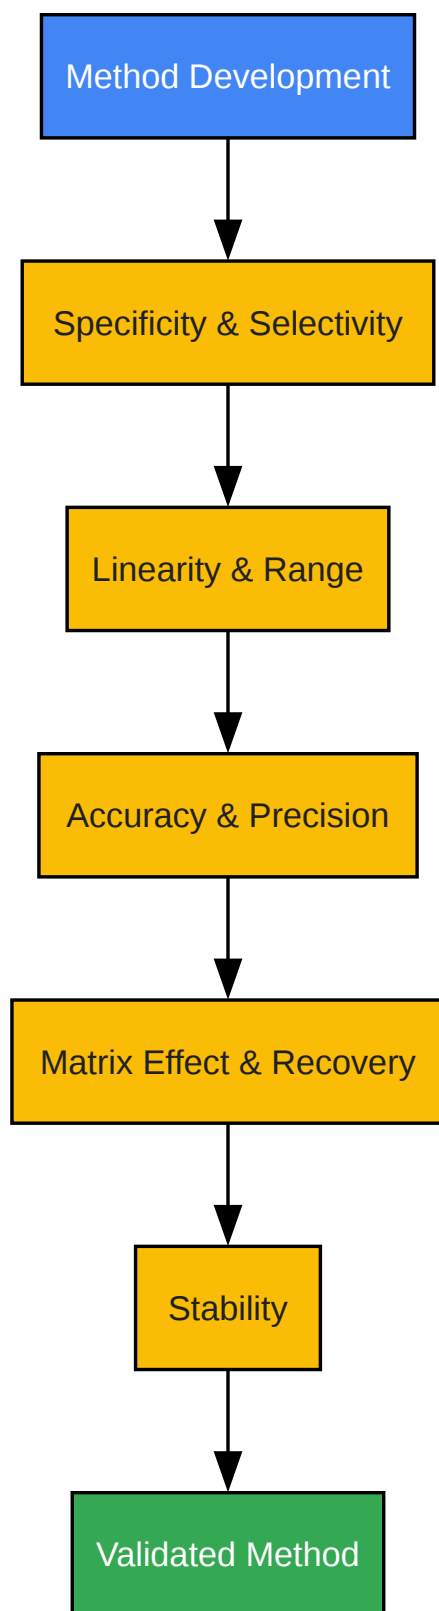 Method Development
Specificity & Selectivity
Linearity & Range
Accuracy & Precision
Matrix Effect & Recovery
Stability
Validated Method